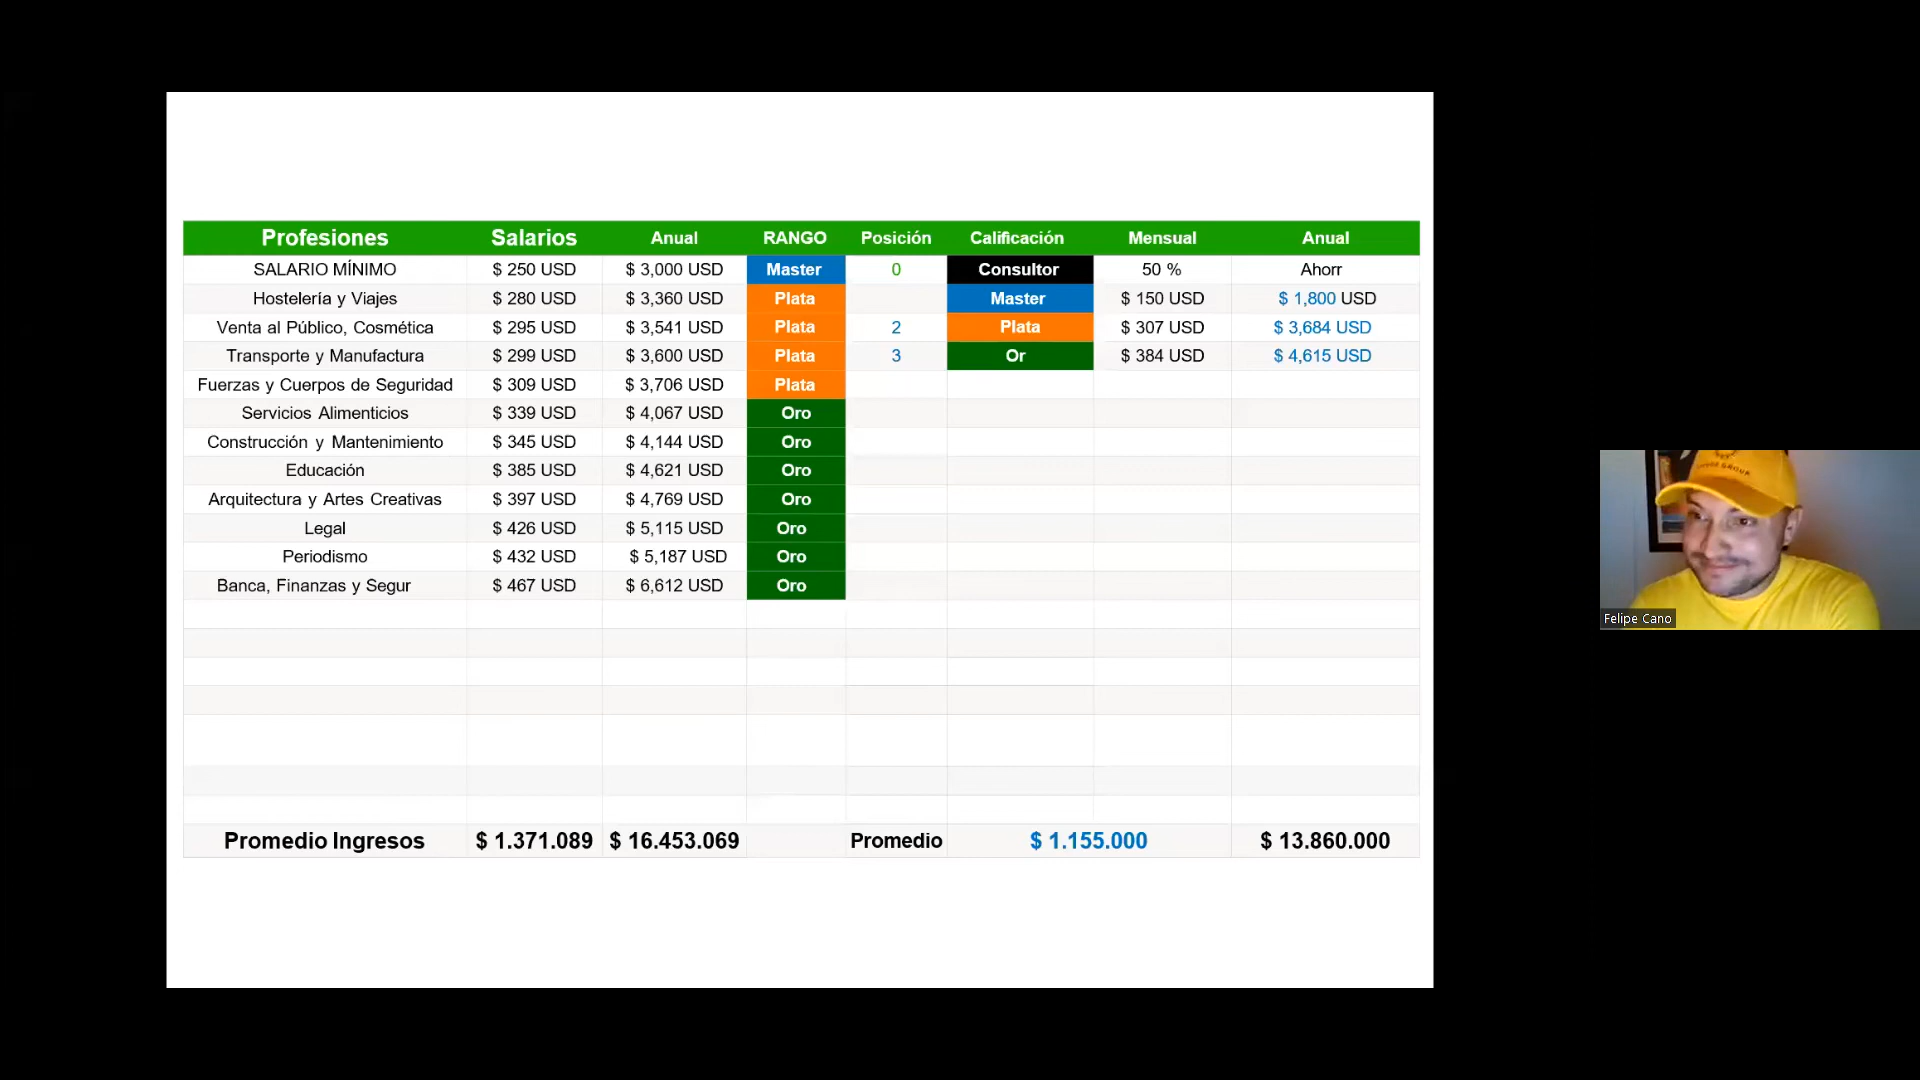 Profesiones Salarios Anual RANGO Posición Calificación Mensual Anual
SALARIO MÍNIMO $ 250 USD $ 3,000 USD Master 0 Consultor 50 % Ahorr
Hostelería y Viajes $ 280 USD $ 3,360 USD Plata Master $ 150 USD $ 1,800 USD
Venta al Público, Cosmética $ 295 USD $ 3,541 USD Plata 2 Plata $ 307 USD $ 3,684 USD
Transporte y Manufactura $ 299 USD $ 3,600 USD Plata 3 Or $ 384 USD $ 4,615 USD
Fuerzas y Cuerpos de Seguridad $ 309 USD $ 3,706 USD Plata
Servicios Alimenticios $ 339 USD $ 4,067 USD Oro
Construcción y Mantenimiento $ 345 USD $ 4,144 USD Oro
Educación $ 385 USD $ 4,621 USD Oro
Arquitectura y Artes Creativas $ 397 USD $ 4,769 USD Oro
Legal $ 426 USD $ 5,115 USD Oro
Periodismo $ 432 USD $ 5,187 USD Oro
Banca, Finanzas y Segur $ 467 USD $ 6,612 USD Oro
Promedio Ingresos $ 1.371.089 $ 16.453.069 Promedio $ 1.155.000 $ 13.860.000
GROUP
Felipe Cano